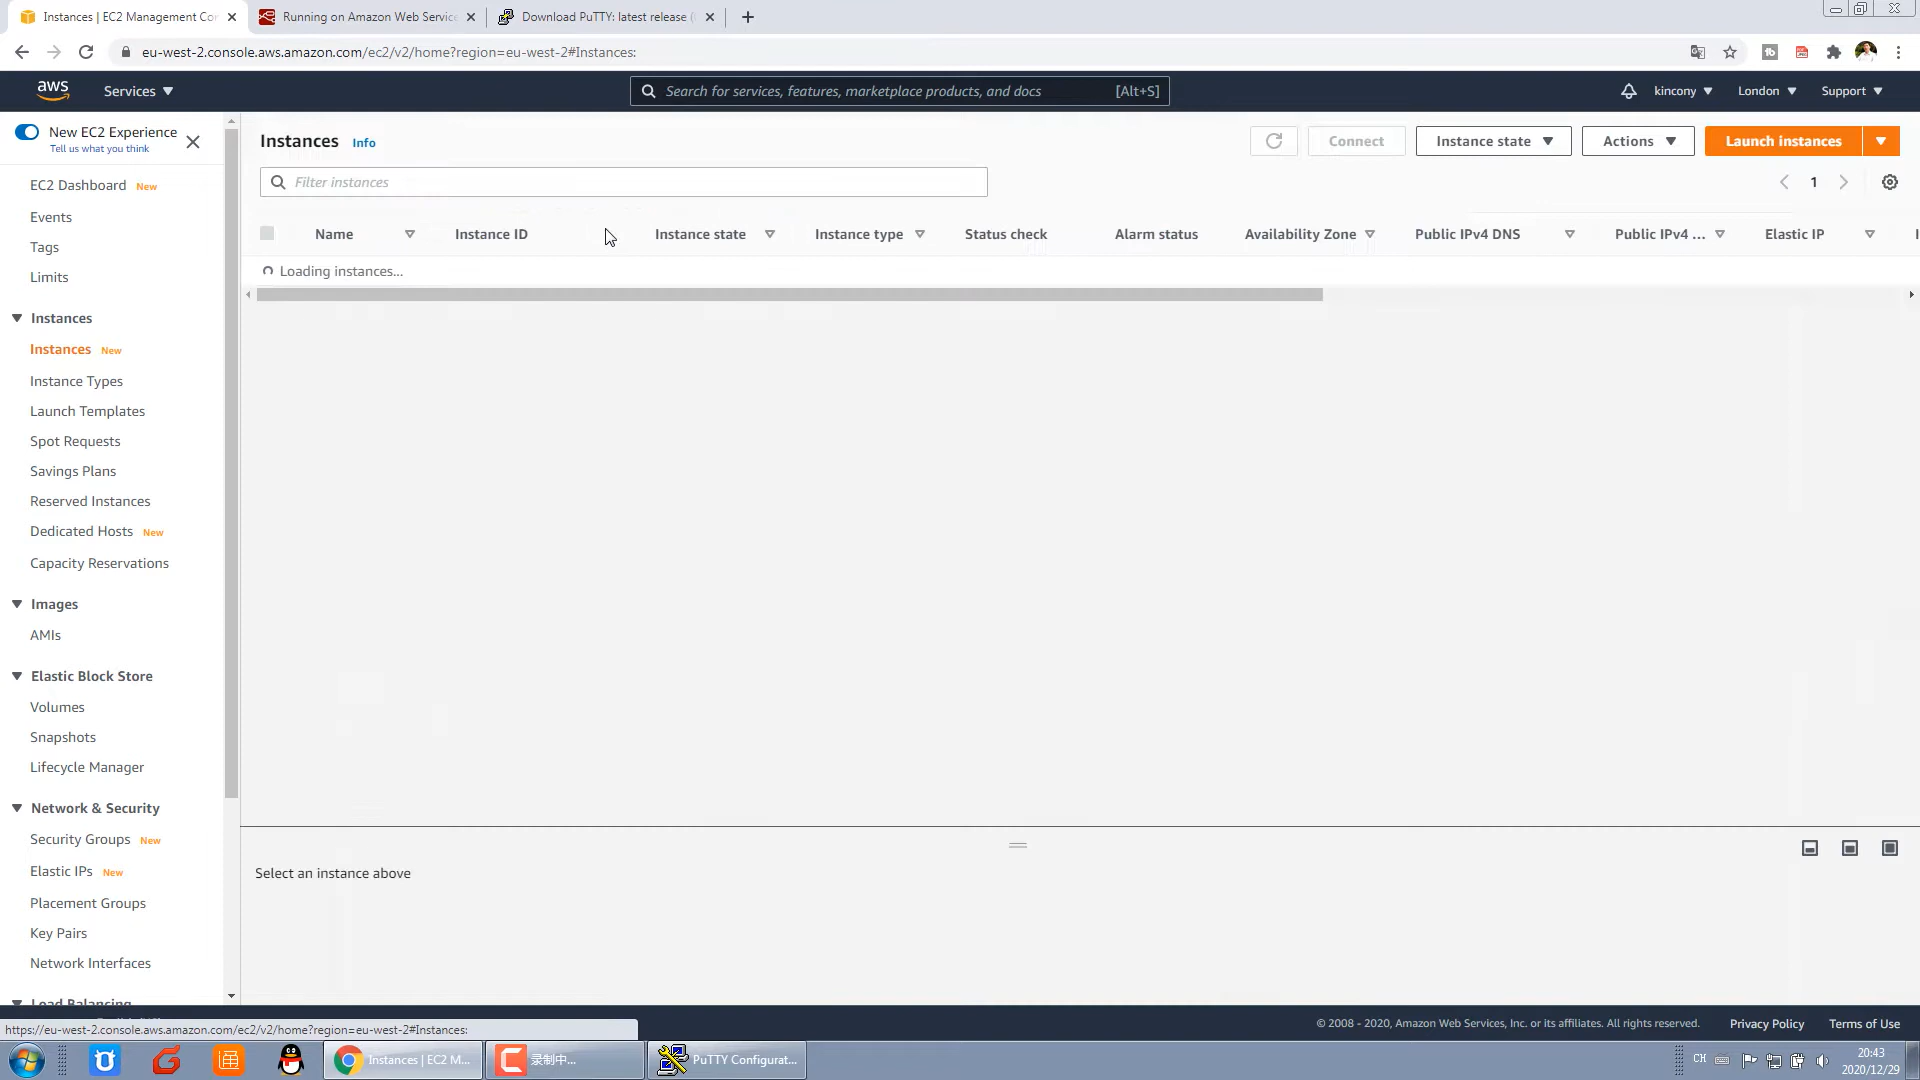 Instances | EC2 Management Con
Running on Amazon Web Service
Download PuTTY: latest release (
eu-west-2.console.aws.amazon.com/ec2/v2/home?region=eu-west-2#Instances:
aws
Services
Search for services, features, marketplace products, and docs
[Alt+S]
kincony
London
Support
New EC2 Experience
Tell us what you think
EC2 Dashboard New
Events
Tags
Limits
Instances
Instances New
Instance Types
Launch Templates
Spot Requests
Savings Plans
Reserved Instances
Dedicated Hosts New
Capacity Reservations
Images
AMIs
Elastic Block Store
Volumes
Snapshots
Lifecycle Manager
Network & Security
Security Groups New
Elastic IPs New
Placement Groups
Key Pairs
Network Interfaces
Load Balancing
Instances Info
Connect
Instance state
Actions
Launch instances
Filter instances
1
Name
Instance ID
Instance state
Instance type
Status check
Alarm status
Availability Zone
Public IPv4 DNS
Public IPv4 ...
Elastic IP
Loading instances...
Select an instance above
https://eu-west-2.console.aws.amazon.com/ec2/v2/home?region=eu-west-2#Instances:
© 2008 - 2020, Amazon Web Services, Inc. or its affiliates. All rights reserved.
Privacy Policy
Terms of Use
Instances | EC2 M...
录制中...
PuTTY Configurat...
CH
20:43
2020/12/29